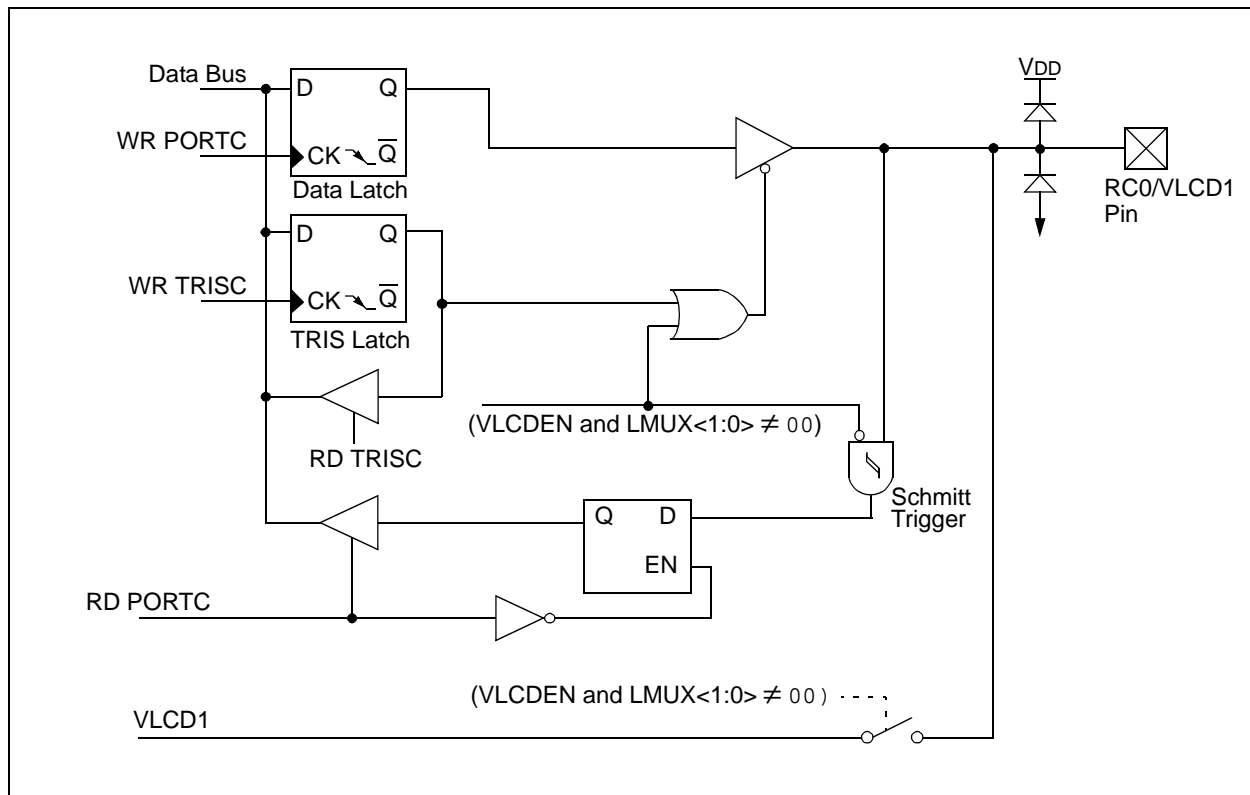 Data Bus
D Q
VDD
WR PORTC
CK Q̅
Data Latch
RC0/VLCD1
Pin
D Q
WR TRISC
CK Q̅
TRIS Latch
(VLCDEN and LMUX<1:0> ≠ 00)
RD TRISC
Schmitt
Trigger
Q D
EN
RD PORTC
(VLCDEN and LMUX<1:0> ≠ 00 )
VLCD1